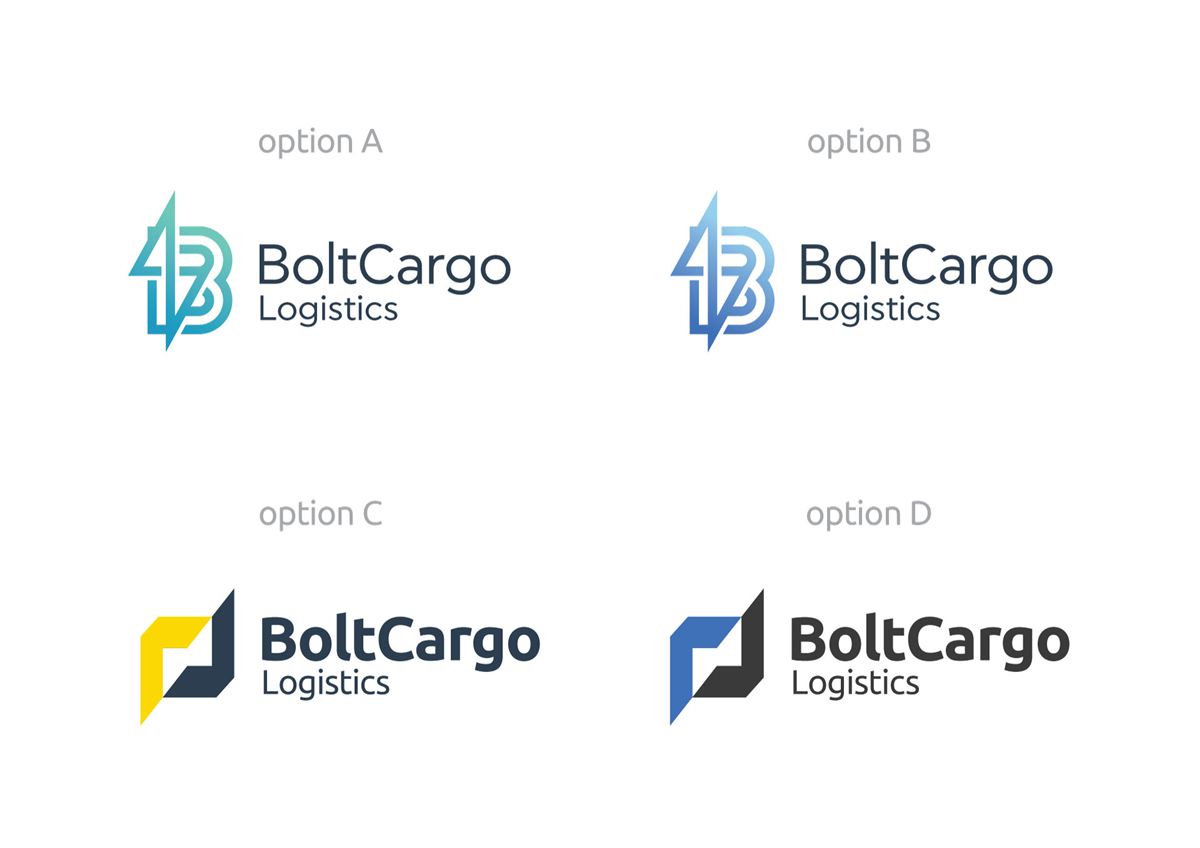 option A
option B
BoltCargo
Logistics
BoltCargo
Logistics
option C
option D
BoltCargo
Logistics
BoltCargo
Logistics